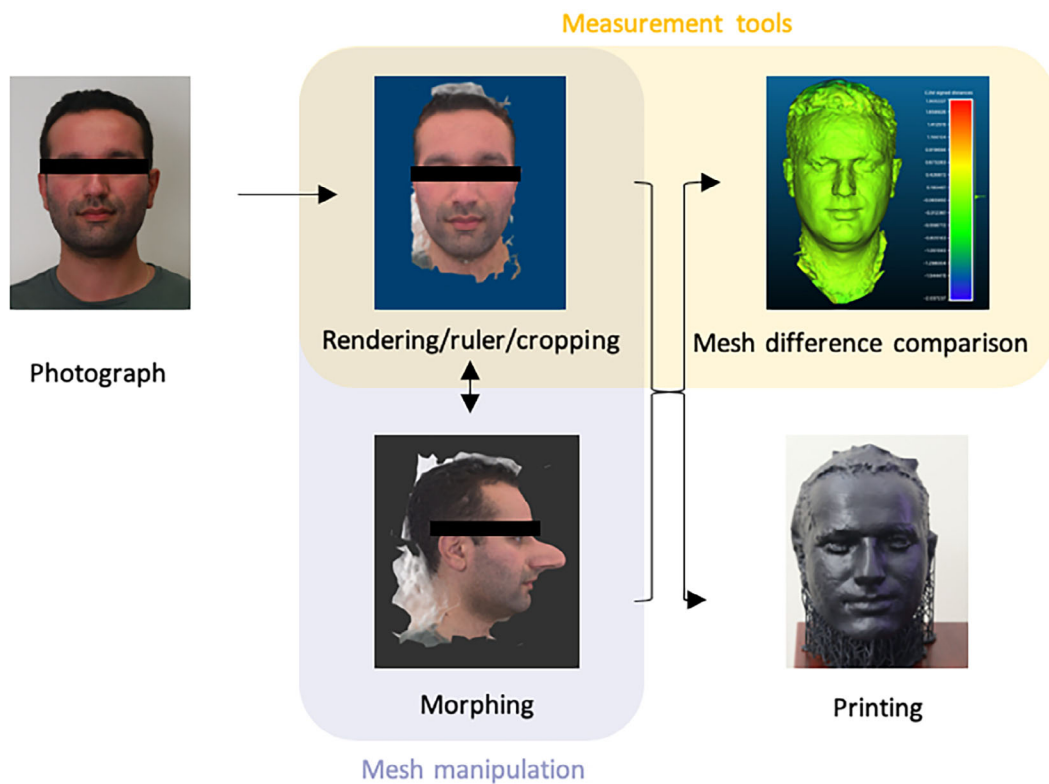 Measurement tools
Photograph
Rendering/ruler/cropping
Mesh difference comparison
Morphing
Printing
Mesh manipulation